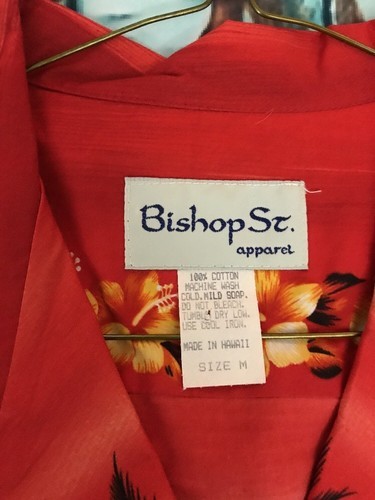 Bishop St.
apparel
100% COTTON
MACHINE WASH
COLD. MILD SOAP.
DO NOT BLEACH.
TUMBLE DRY LOW.
USE COOL IRON.
MADE IN HAWAII
SIZE M